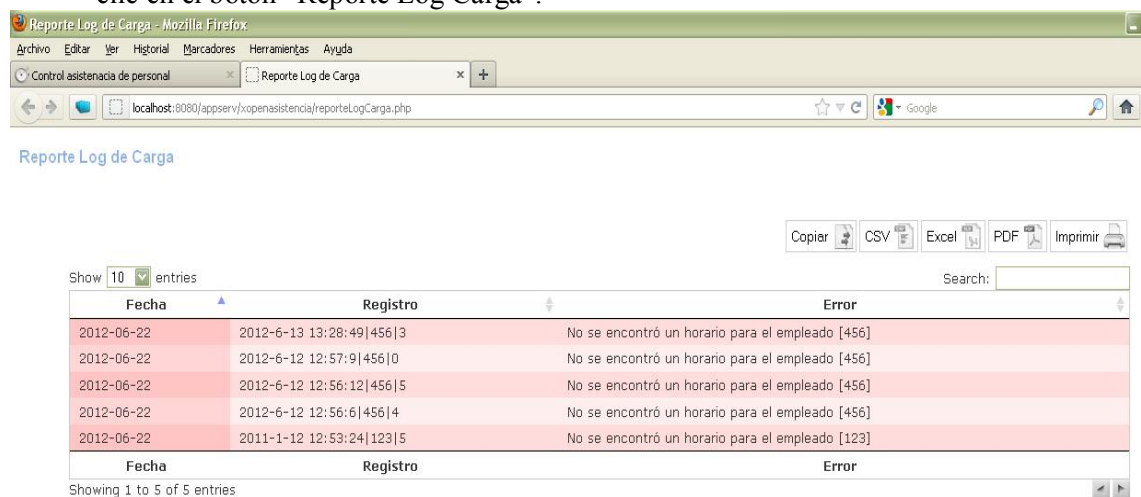 clic en el botón "Reporte Log Carga".
Reporte Log de Carga - Mozilla Firefox
Archivo Editar Ver Historial Marcadores Herramientas Ayuda
Control asistenacia de personal × Reporte Log de Carga × +
localhost:8080/appserv/xopenasistencia/reporteLogCarga.php Google
Reporte Log de Carga
Copiar CSV Excel PDF Imprimir
Show 10 entries Search:
Fecha Registro Error
2012-06-22 2012-6-13 13:28:49|456|3 No se encontró un horario para el empleado [456]
2012-06-22 2012-6-12 12:57:9|456|0 No se encontró un horario para el empleado [456]
2012-06-22 2012-6-12 12:56:12|456|5 No se encontró un horario para el empleado [456]
2012-06-22 2012-6-12 12:56:6|456|4 No se encontró un horario para el empleado [456]
2012-06-22 2011-1-12 12:53:24|123|5 No se encontró un horario para el empleado [123]
Fecha Registro Error
Showing 1 to 5 of 5 entries